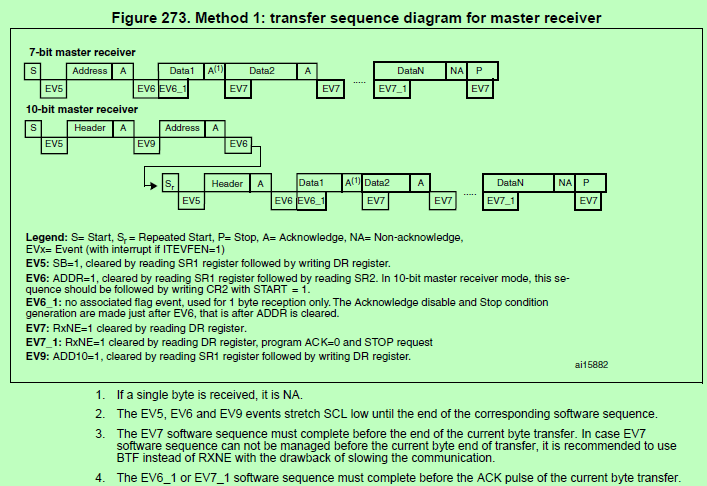 Figure 273. Method 1: transfer sequence diagram for master receiver
7-bit master receiver
S Address A Data1 A(1) Data2 A ..... DataN NA P
EV5 EV6 EV6_1 EV7 EV7 EV7_1 EV7
10-bit master receiver
S Header A Address A
EV5 EV9 EV6
Sr Header A Data1 A(1) Data2 A ..... DataN NA P
EV5 EV6 EV6_1 EV7 EV7 EV7_1 EV7
Legend: S= Start, Sr = Repeated Start, P= Stop, A= Acknowledge, NA= Non-acknowledge,
EVx= Event (with interrupt if ITEVFEN=1)
EV5: SB=1, cleared by reading SR1 register followed by writing DR register.
EV6: ADDR=1, cleared by reading SR1 register followed by reading SR2. In 10-bit master receiver mode, this se-
quence should be followed by writing CR2 with START = 1.
EV6_1: no associated flag event, used for 1 byte reception only. The Acknowledge disable and Stop condition
generation are made just after EV6, that is after ADDR is cleared.
EV7: RxNE=1 cleared by reading DR register.
EV7_1: RxNE=1 cleared by reading DR register, program ACK=0 and STOP request
EV9: ADD10=1, cleared by reading SR1 register followed by writing DR register.
ai15882
1. If a single byte is received, it is NA.
2. The EV5, EV6 and EV9 events stretch SCL low until the end of the corresponding software sequence.
3. The EV7 software sequence must complete before the end of the current byte transfer. In case EV7
software sequence can not be managed before the current byte end of transfer, it is recommended to use
BTF instead of RXNE with the drawback of slowing the communication.
4. The EV6_1 or EV7_1 software sequence must complete before the ACK pulse of the current byte transfer.